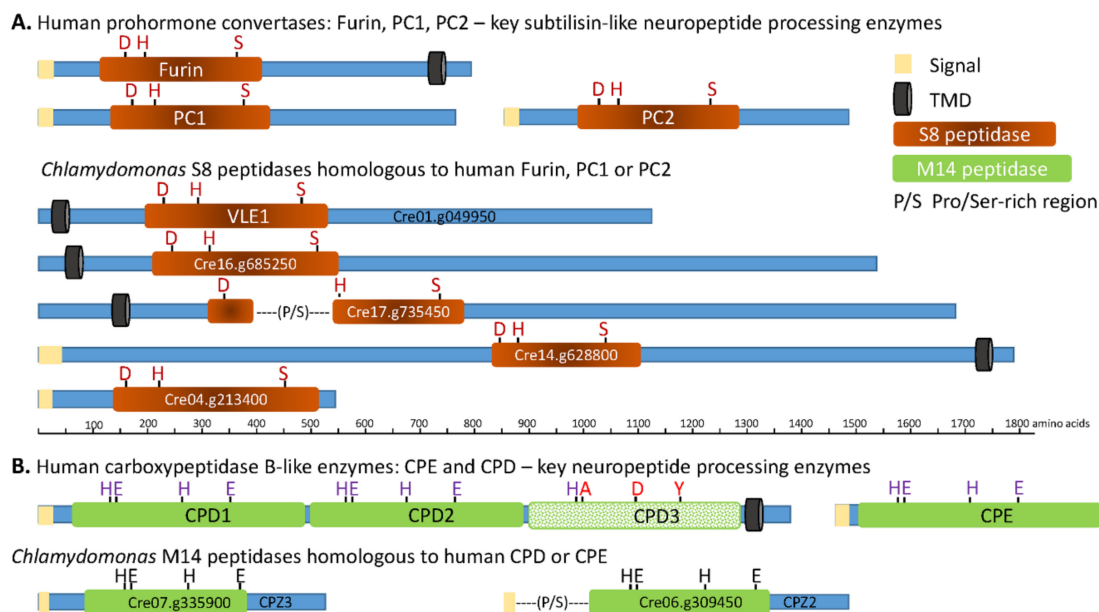 A. Human prohormone convertases: Furin, PC1, PC2 – key subtilisin-like neuropeptide processing enzymes
D H S
Furin
D H S
PC1
D H S
PC2
Signal
TMD
S8 peptidase
M14 peptidase
P/S Pro/Ser-rich region
Chlamydomonas S8 peptidases homologous to human Furin, PC1 or PC2
D H S
VLE1 Cre01.g049950
D H S
Cre16.g685250
D H S
----(P/S)---- Cre17.g735450
D H S
Cre14.g628800
D H S
Cre04.g213400
100 200 300 400 500 600 700 800 900 1000 1100 1200 1300 1400 1500 1600 1700 1800 amino acids
B. Human carboxypeptidase B-like enzymes: CPE and CPD – key neuropeptide processing enzymes
HE H E HE H E HA D Y HE H E
CPD1 CPD2 CPD3 CPE
Chlamydomonas M14 peptidases homologous to human CPD or CPE
HE H E HE H E
Cre07.g335900 CPZ3 ----(P/S)---- Cre06.g309450 CPZ2